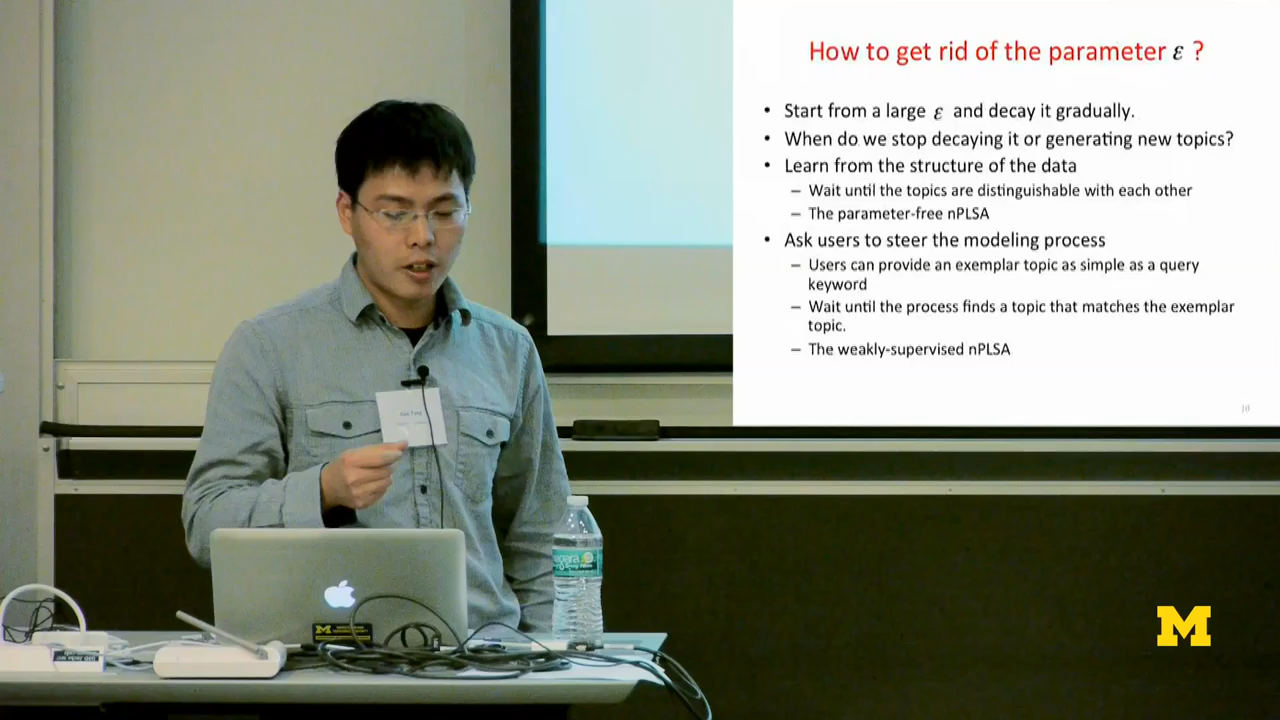 How to get rid of the parameter ε ?
• Start from a large ε and decay it gradually.
• When do we stop decaying it or generating new topics?
• Learn from the structure of the data
– Wait until the topics are distinguishable with each other
– The parameter-free nPLSA
• Ask users to steer the modeling process
– Users can provide an exemplar topic as simple as a query
keyword
– Wait until the process finds a topic that matches the exemplar
topic.
– The weakly-supervised nPLSA
10
M